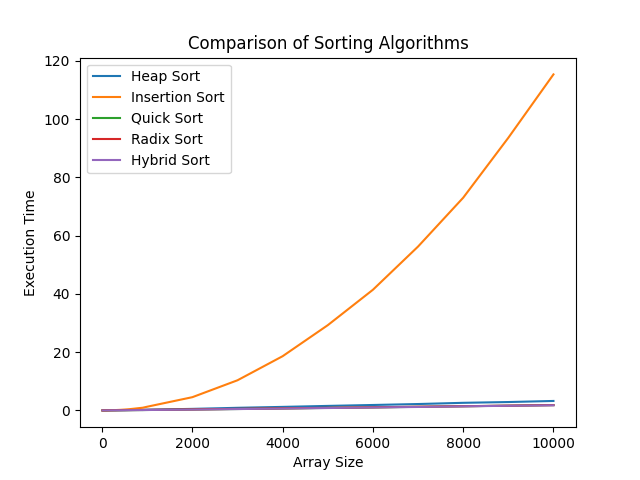 Comparison of Sorting Algorithms
120
100
80
60
40
20
0
Execution Time
Heap Sort
Insertion Sort
Quick Sort
Radix Sort
Hybrid Sort
0 2000 4000 6000 8000 10000
Array Size